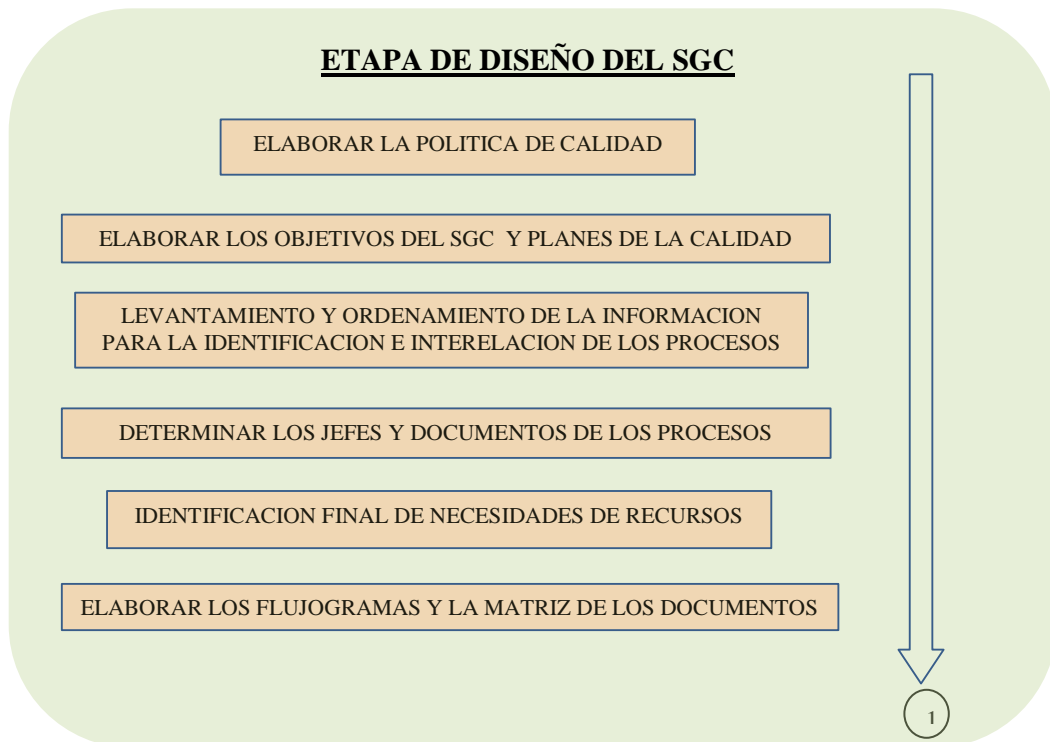 ETAPA DE DISEÑO DEL SGC
ELABORAR LA POLITICA DE CALIDAD
ELABORAR LOS OBJETIVOS DEL SGC Y PLANES DE LA CALIDAD
LEVANTAMIENTO Y ORDENAMIENTO DE LA INFORMACION
PARA LA IDENTIFICACION E INTERELACION DE LOS PROCESOS
DETERMINAR LOS JEFES Y DOCUMENTOS DE LOS PROCESOS
IDENTIFICACION FINAL DE NECESIDADES DE RECURSOS
ELABORAR LOS FLUJOGRAMAS Y LA MATRIZ DE LOS DOCUMENTOS
1